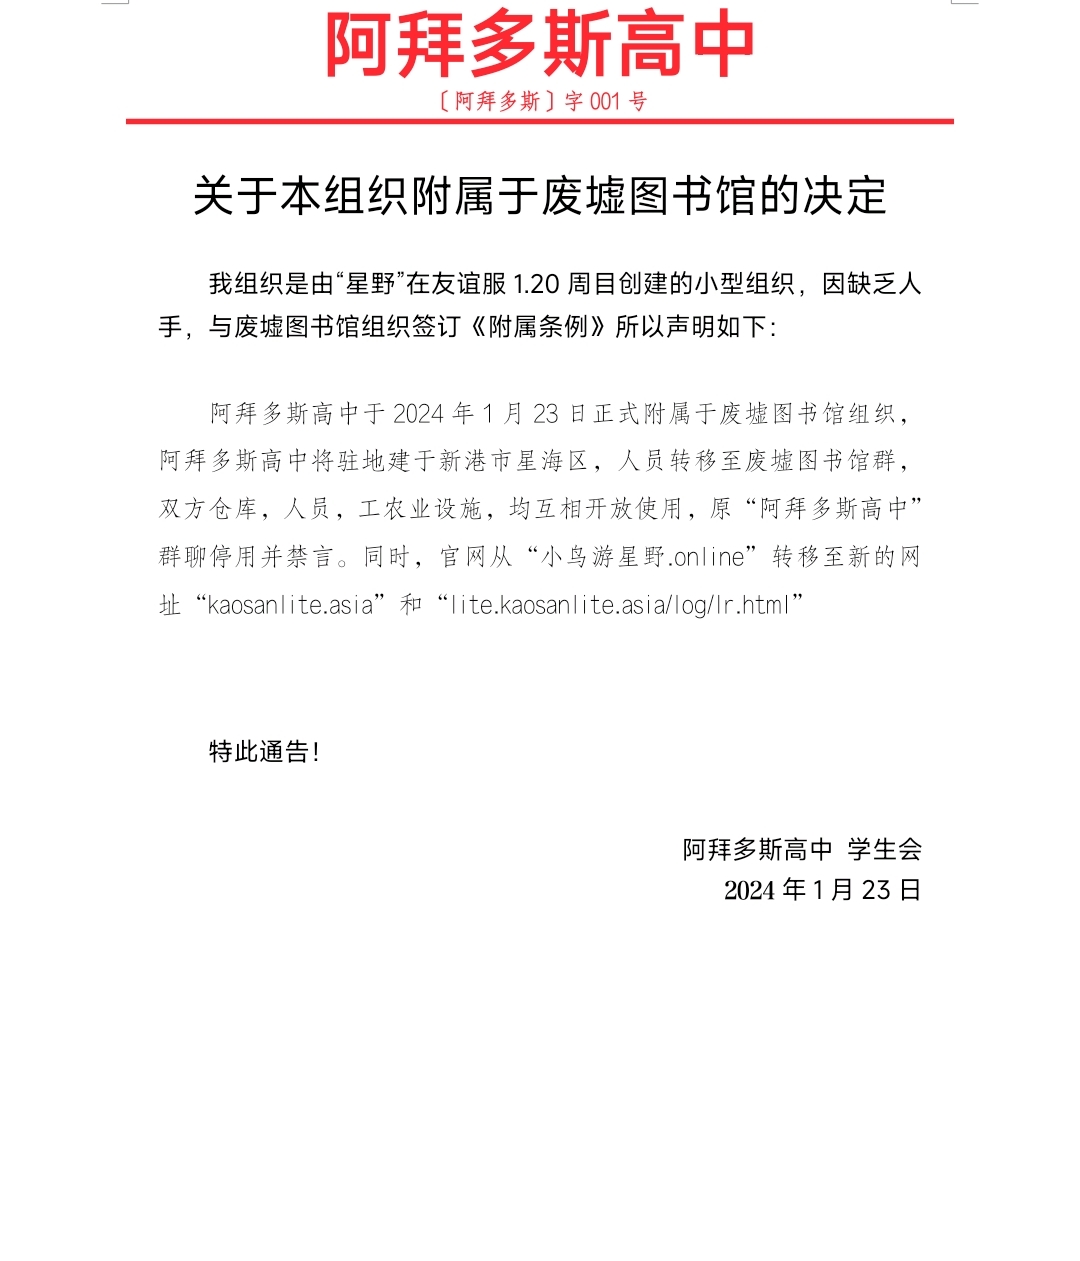 阿拜多斯高中
〔阿拜多斯〕字 001 号
关于本组织附属于废墟图书馆的决定
我组织是由“星野”在友谊服 1.20 周目创建的小型组织，因缺乏人
手，与废墟图书馆组织签订《附属条例》所以声明如下：
阿拜多斯高中于 2024 年 1 月 23 日正式附属于废墟图书馆组织，
阿拜多斯高中将驻地建于新港市星海区，人员转移至废墟图书馆群，
双方仓库，人员，工农业设施，均互相开放使用，原“阿拜多斯高中”
群聊停用并禁言。同时，官网从“小鸟游星野.online”转移至新的网
址“kaosanlite.asia”和“lite.kaosanlite.asia/log/lr.html”
特此通告！
阿拜多斯高中 学生会
2024 年 1 月 23 日